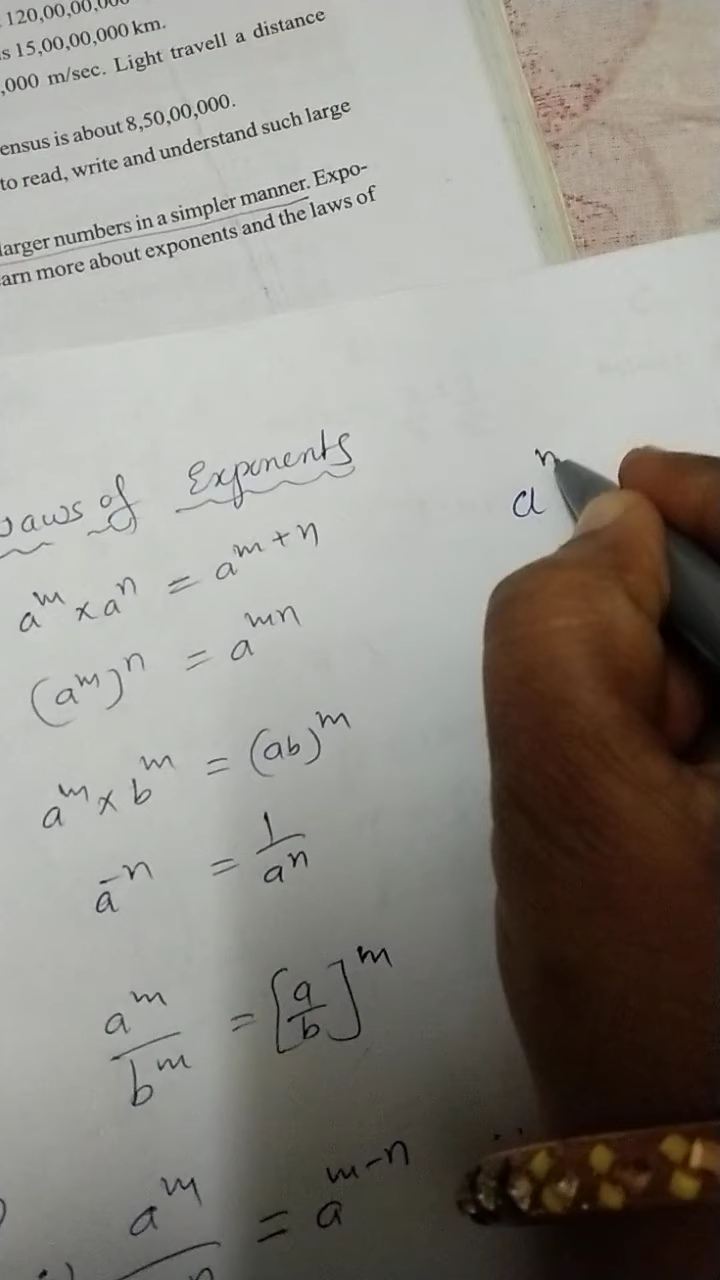 120,00,00,000
s 15,00,00,000 km.
,000 m/sec. Light travell a distance
ensus is about 8,50,00,000.
to read, write and understand such large
larger numbers in a simpler manner. Expo-
arn more about exponents and the laws of
Laws of Exponents
a^m × a^n = a^{m+n}
(a^m)^n = a^{mn}
a^m × b^m = (ab)^m
a^{-n} = 1/a^n
a^m/b^m = [a/b]^m
a^m/n = a^{m-n}
a^n